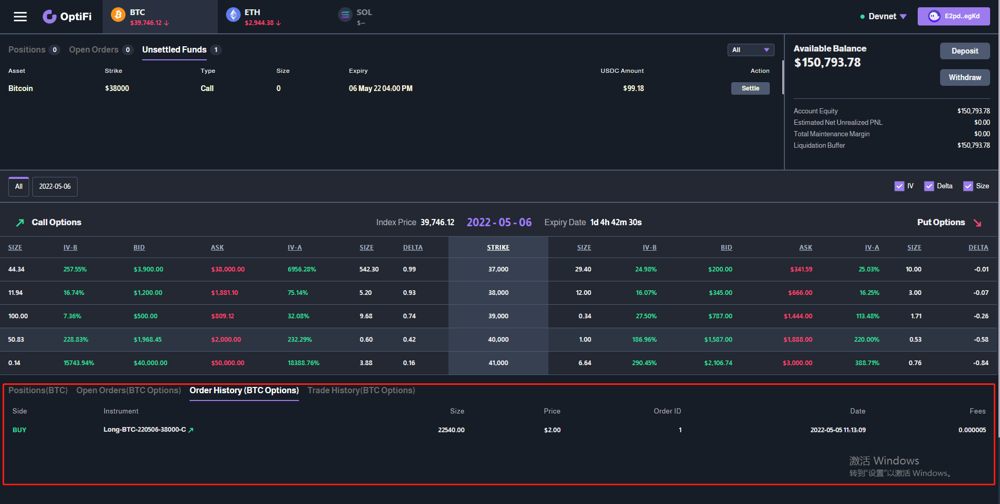 OptiFi
BTC
$39,746.12 ↓
ETH
$2,944.38 ↓
SOL
$--
Devnet
E2pd..egKd
Positions 0 Open Orders 0 Unsettled Funds 1
All
Asset Strike Type Size Expiry USDC Amount Action
Bitcoin $38000 Call 0 06 May 22 04:00 PM $99.18 Settle
Available Balance
$150,793.78
Deposit
Withdraw
Account Equity $150,793.78
Estimated Net Unrealized PNL $0.00
Total Maintenance Margin $0.00
Liquidation Buffer $150,793.78
All 2022-05-06 IV Delta Size
Call Options Index Price 39,746.12 2022 - 05 - 06 Expiry Date 1d 4h 42m 30s Put Options
SIZE IV-B BID ASK IV-A SIZE DELTA STRIKE SIZE IV-B BID ASK IV-A SIZE DELTA
44.34 257.55% $3,900.00 $38,000.00 6956.28% 542.30 0.99 37,000 29.40 24.98% $200.00 $341.59 25.03% 10.00 -0.01
11.94 16.74% $1,200.00 $1,881.10 75.14% 5.20 0.93 38,000 12.00 16.07% $345.00 $666.00 16.25% 3.00 -0.07
100.00 7.36% $500.00 $809.12 32.08% 9.68 0.74 39,000 0.34 27.50% $787.00 $1,444.00 113.48% 1.71 -0.26
50.83 228.83% $1,968.45 $2,000.00 232.29% 0.60 0.42 40,000 1.00 186.96% $1,587.00 $1,888.00 220.00% 0.53 -0.58
0.14 15743.94% $40,000.00 $50,000.00 18388.76% 3.88 0.16 41,000 6.64 290.45% $2,106.74 $3,000.00 388.71% 0.76 -0.84
Positions(BTC) Open Orders(BTC Options) Order History (BTC Options) Trade History(BTC Options)
Side Instrument Size Price Order ID Date Fees
BUY Long-BTC-220506-38000-C 22540.00 $2.00 1 2022-05-05 11:13:09 0.000005
激活 Windows
转到"设置"以激活 Windows。